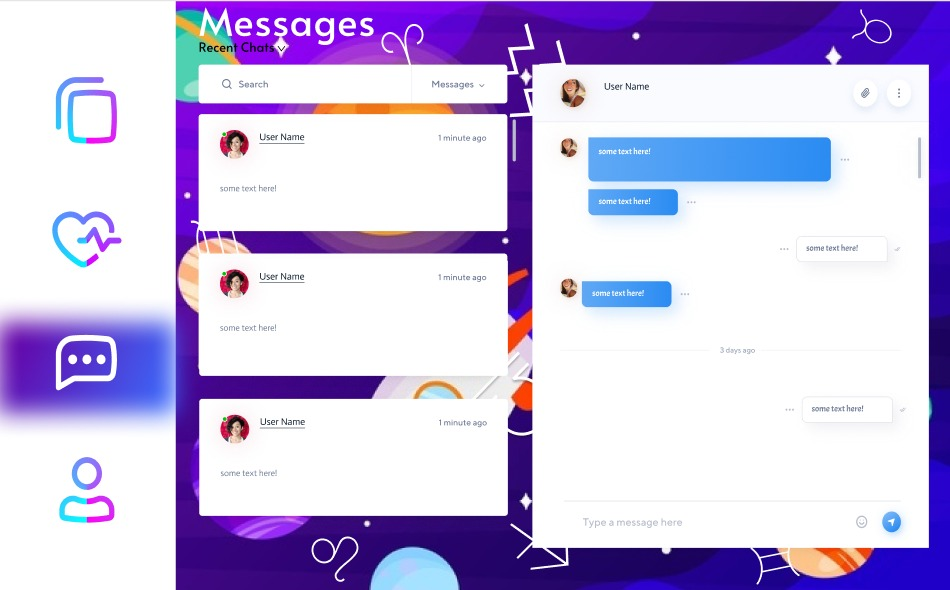 Messages
Recent Chats
Search
Messages
User Name
1 minute ago
some text here!
User Name
1 minute ago
some text here!
User Name
1 minute ago
some text here!
User Name
some text here!
some text here!
some text here!
some text here!
3 days ago
some text here!
Type a message here